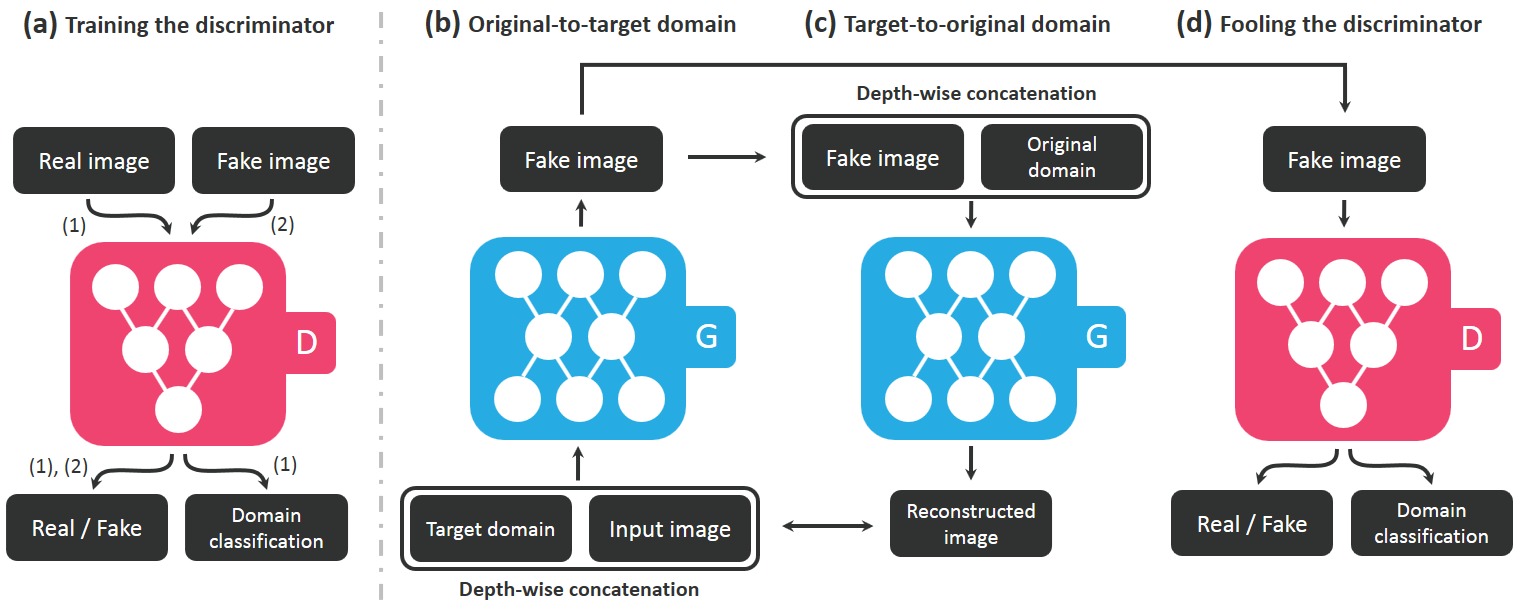 (a) Training the discriminator
Real image
Fake image
(1)
(2)
D
(1), (2)
(1)
Real / Fake
Domain
classification
(b) Original-to-target domain
Fake image
G
Target domain
Input image
Depth-wise concatenation
(c) Target-to-original domain
Depth-wise concatenation
Fake image
Original
domain
G
Reconstructed
image
(d) Fooling the discriminator
Fake image
D
Real / Fake
Domain
classification